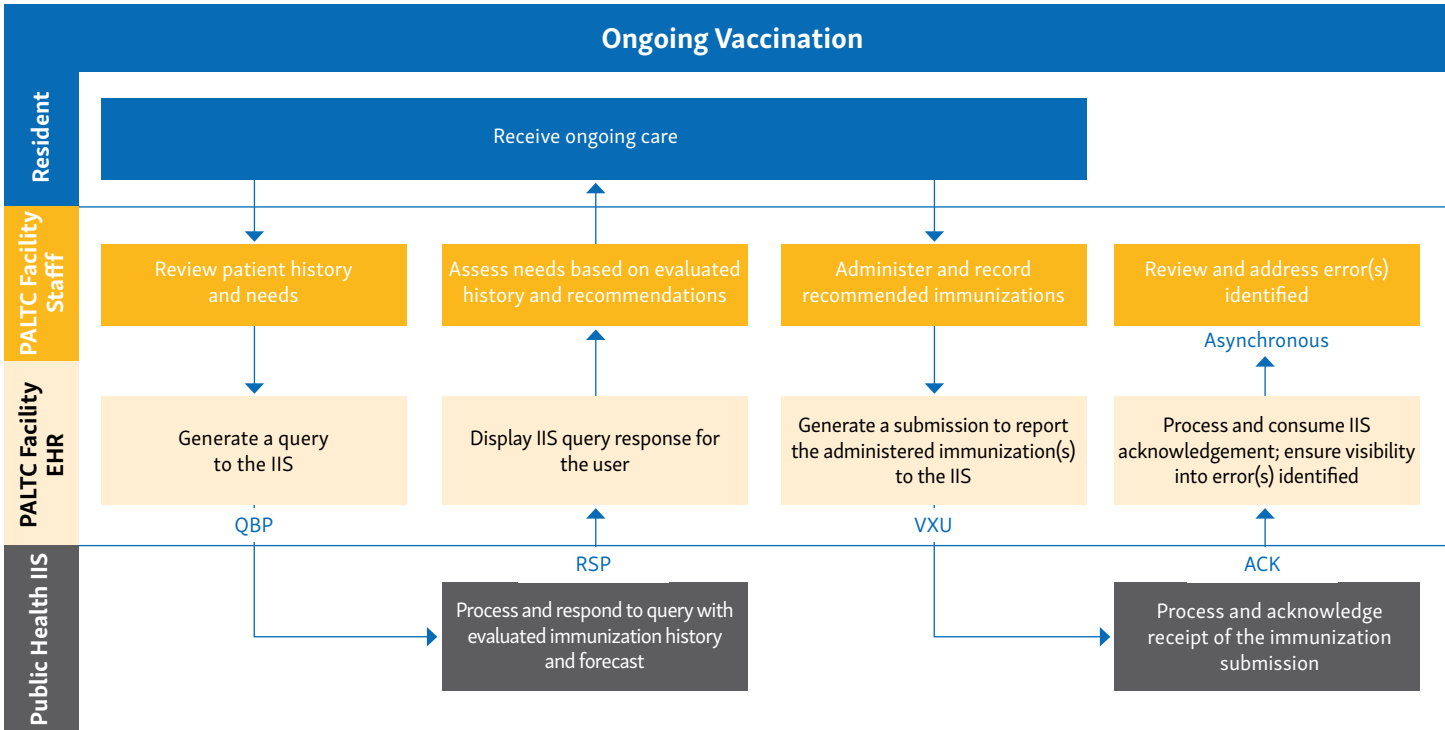 Ongoing Vaccination
Resident
Receive ongoing care
PALTC Facility
Stafff
Review patient history
and needs
Assess needs based on evaluated
history and recommendations
Administer and record
recommended immunizations
Review and address error(s)
identified
Asynchronous
PALTC Facility
EHR
Generate a query
to the IIS
Display IIS query response for
the user
Generate a submission to report
the administered immunization(s)
to the IIS
Process and consume IIS
acknowledgement; ensure visibility
into error(s) identified
QBP
VXU
Public Health IIS
RSP
ACK
Process and respond to query with
evaluated immunization history
and forecast
Process and acknowledge
receipt of the immunization
submission